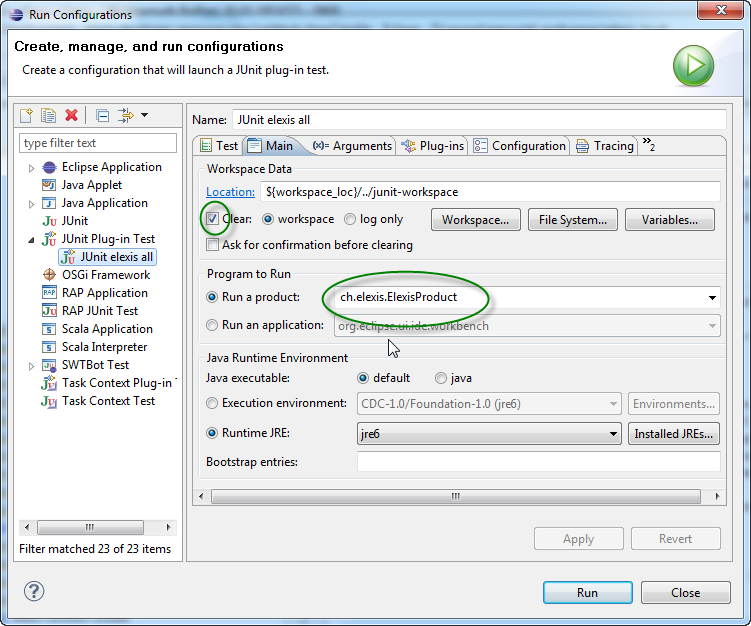 Run Configurations
Create, manage, and run configurations
Create a configuration that will launch a JUnit plug-in test.
type filter text
Eclipse Application
Java Applet
Java Application
JUnit
JUnit Plug-in Test
JUnit elexis all
OSGi Framework
RAP Application
RAP JUnit Test
Scala Application
Scala Interpreter
SWTBot Test
Task Context Plug-in
Task Context Test
Filter matched 23 of 23 items
Name: JUnit elexis all
Test Main (x)= Arguments Plug-ins Configuration Tracing »2
Workspace Data
Location: ${workspace_loc}/../junit-workspace
Clear: workspace log only Workspace... File System... Variables...
Ask for confirmation before clearing
Program to Run
Run a product: ch.elexis.ElexisProduct
Run an application: org.eclipse.ui.ide.workbench
Java Runtime Environment
Java executable: default java
Execution environment: CDC-1.0/Foundation-1.0 (jre6) Environments...
Runtime JRE: jre6 Installed JREs...
Bootstrap entries:
Apply Revert
? Run Close